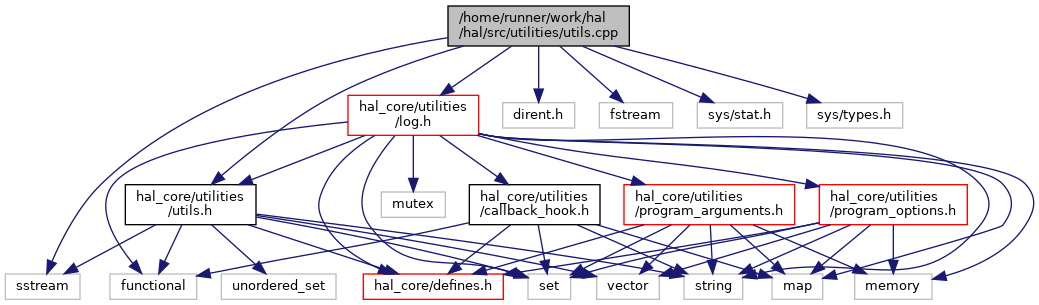 /home/runner/work/hal
/hal/src/utilities/utils.cpp
hal_core/utilities
/log.h
dirent.h
fstream
sys/stat.h
sys/types.h
hal_core/utilities
/utils.h
mutex
hal_core/utilities
/callback_hook.h
hal_core/utilities
/program_arguments.h
hal_core/utilities
/program_options.h
sstream
functional
unordered_set
hal_core/defines.h
set
vector
string
map
memory